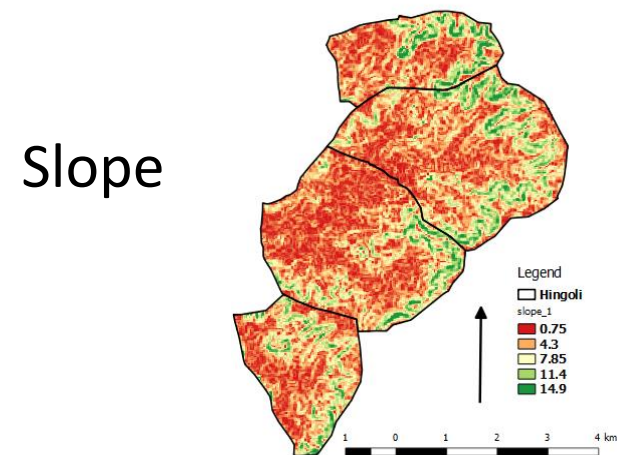 Slope
Legend
Hingoli
slope_1
0.75
4.3
7.85
11.4
14.9
1 0 1 2 3 4 km